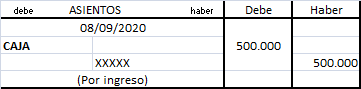 debe ASIENTOS haber Debe Haber
08/09/2020
CAJA 500.000
XXXXX 500.000
(Por ingreso)